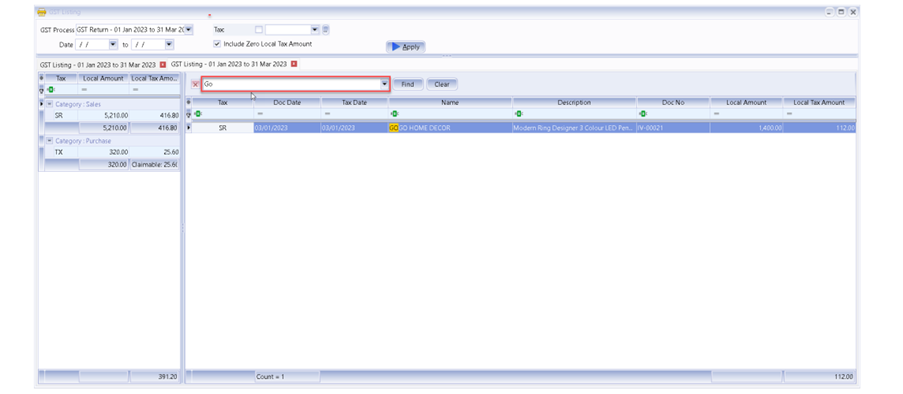 GST Listing
GST Process GST Return - 01 Jan 2023 to 31 Mar 2( Tax:
Date / / to / / Include Zero Local Tax Amount Apply
GST Listing - 01 Jan 2023 to 31 Mar 2023 GST Listing - 01 Jan 2023 to 31 Mar 2023
Tax Local Amount Local Tax Amo...
Category : Sales
SR 5,210.00 416.80
5,210.00 416.80
Category : Purchase
TX 320.00 25.60
320.00 Claimable: 25.6(
391.20
Go Find Clear
Tax Doc Date Tax Date Name Description Doc No Local Amount Local Tax Amount
SR 03/01/2023 03/01/2023 GOGO HOME DECOR Modern Ring Designer 3 Colour LED Pen.. IV-00021 1,400.00 112.00
Count = 1 112.00